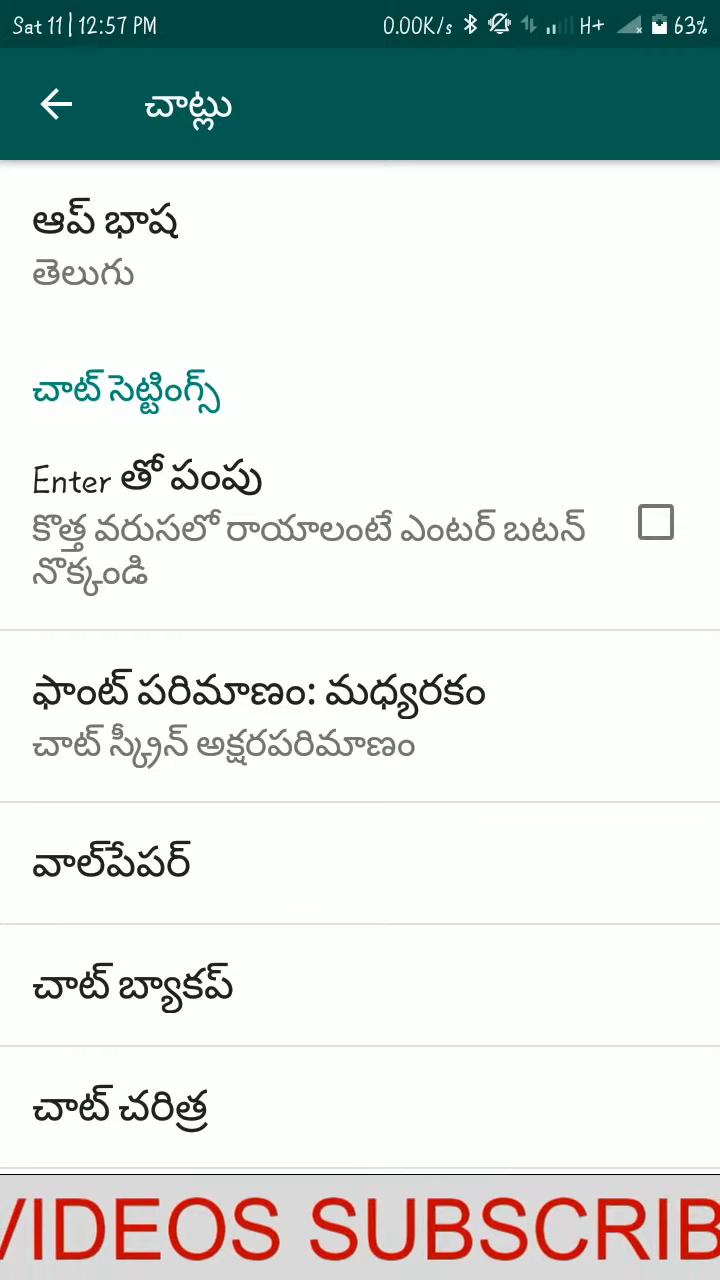 Sat 11 | 12:57 PM 0.00K/s H+ 63%
చాట్లు
ఆప్ భాష
తెలుగు
చాట్ సెట్టింగ్స్
Enter తో పంపు
కొత్త వరుసలో రాయాలంటే ఎంటర్ బటన్
నొక్కండి
ఫాంట్ పరిమాణం: మధ్యరకం
చాట్ స్క్రీన్ అక్షరపరిమాణం
వాల్‌పేపర్
చాట్ బ్యాకప్
చాట్ చరిత్ర
VIDEOS SUBSCRIB